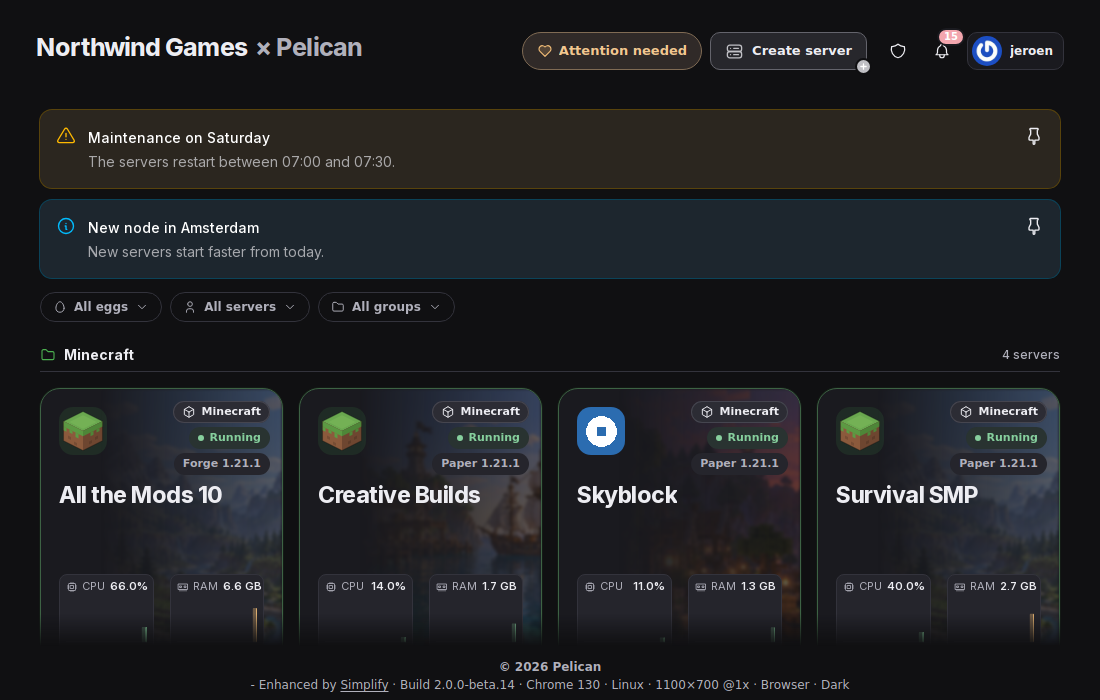 Northwind Games × Pelican
Attention needed
Create server
15
jeroen
Maintenance on Saturday
The servers restart between 07:00 and 07:30.
New node in Amsterdam
New servers start faster from today.
All eggs
All servers
All groups
Minecraft
4 servers
Minecraft
Running
Forge 1.21.1
All the Mods 10
CPU 66.0%
RAM 6.6 GB
Minecraft
Running
Paper 1.21.1
Creative Builds
CPU 14.0%
RAM 1.7 GB
Minecraft
Running
Paper 1.21.1
Skyblock
CPU 11.0%
RAM 1.3 GB
Minecraft
Running
Paper 1.21.1
Survival SMP
CPU 40.0%
RAM 2.7 GB
© 2026 Pelican
- Enhanced by Simplify · Build 2.0.0-beta.14 · Chrome 130 · Linux · 1100×700 @1x · Browser · Dark